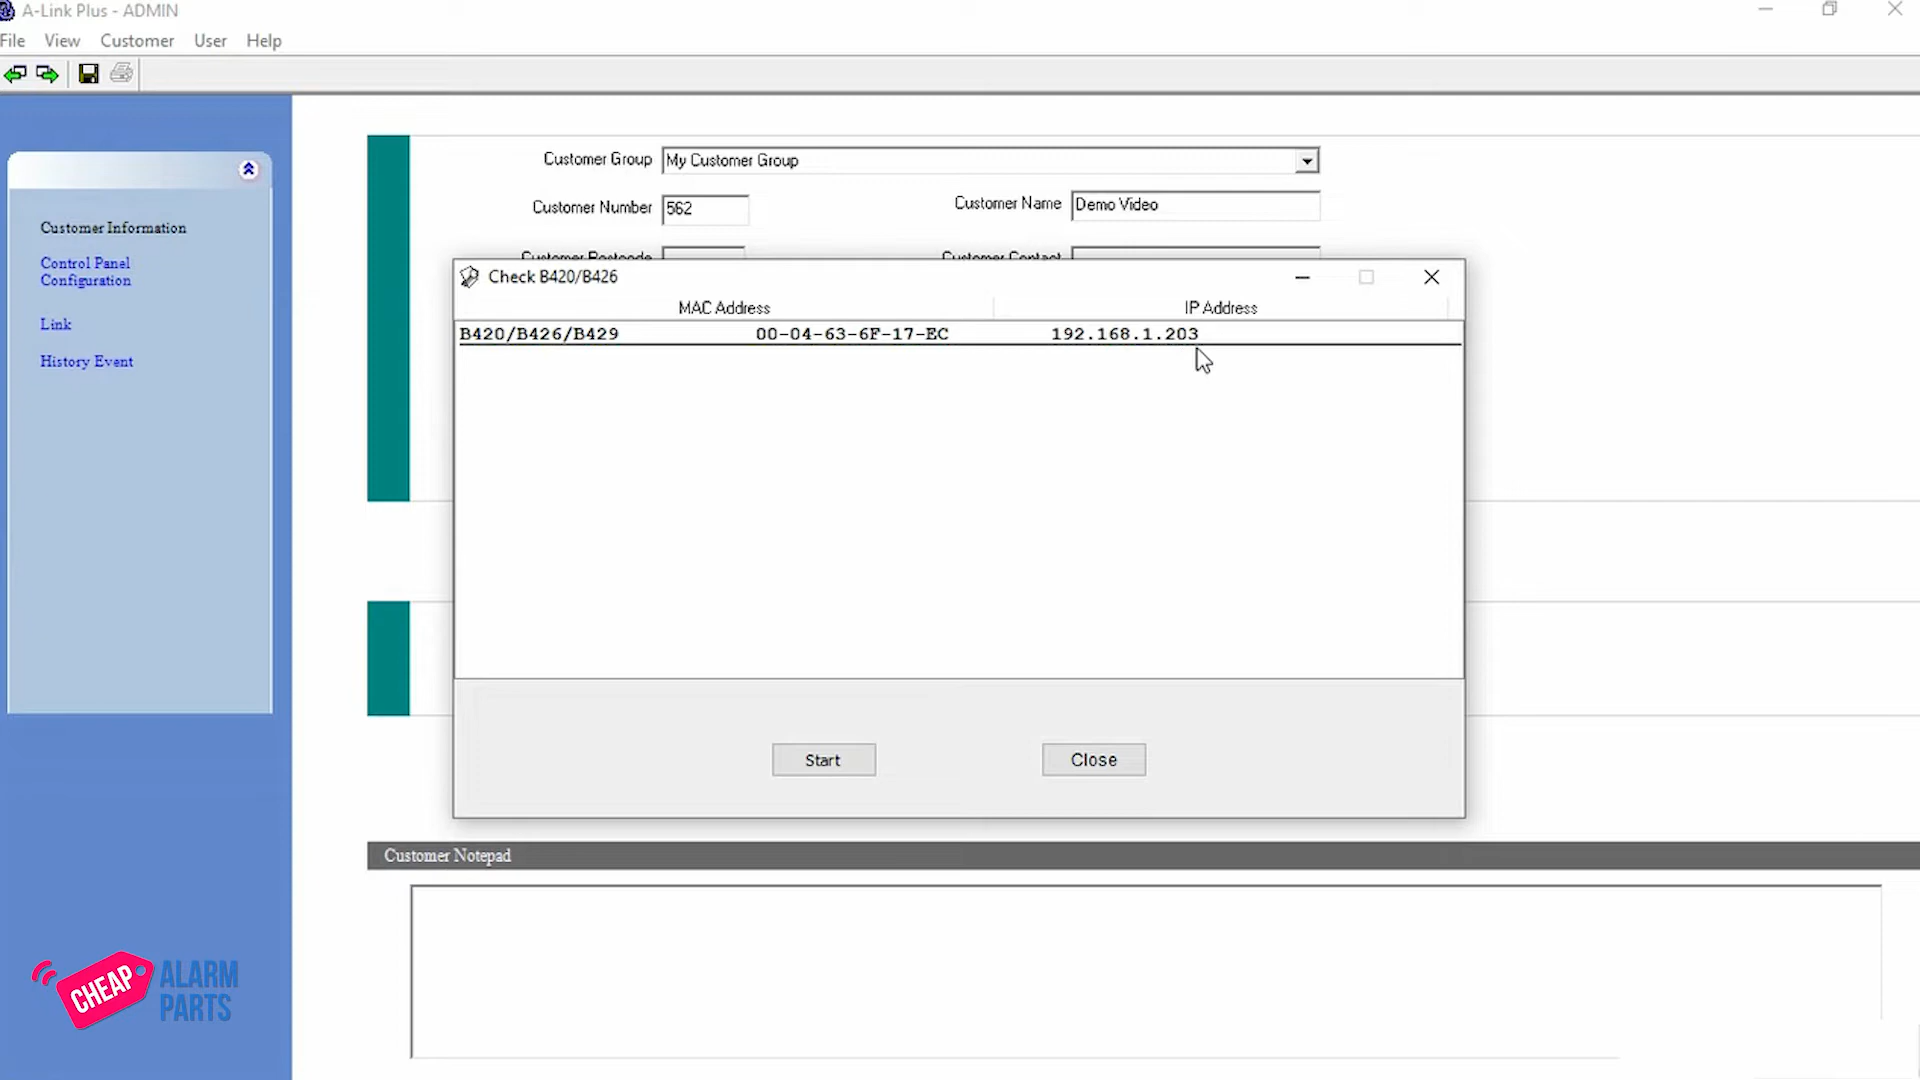 A-Link Plus - ADMIN
File View Customer User Help
Customer Information
Control Panel
Configuration
Link
History Event
Customer Group My Customer Group
Customer Number 562 Customer Name Demo Video
Customer Postcode Customer Contact
Check B420/B426
MAC Address IP Address
B420/B426/B429 00-04-63-6F-17-EC 192.168.1.203
Start Close
Customer Notepad
CHEAP
ALARM
PARTS